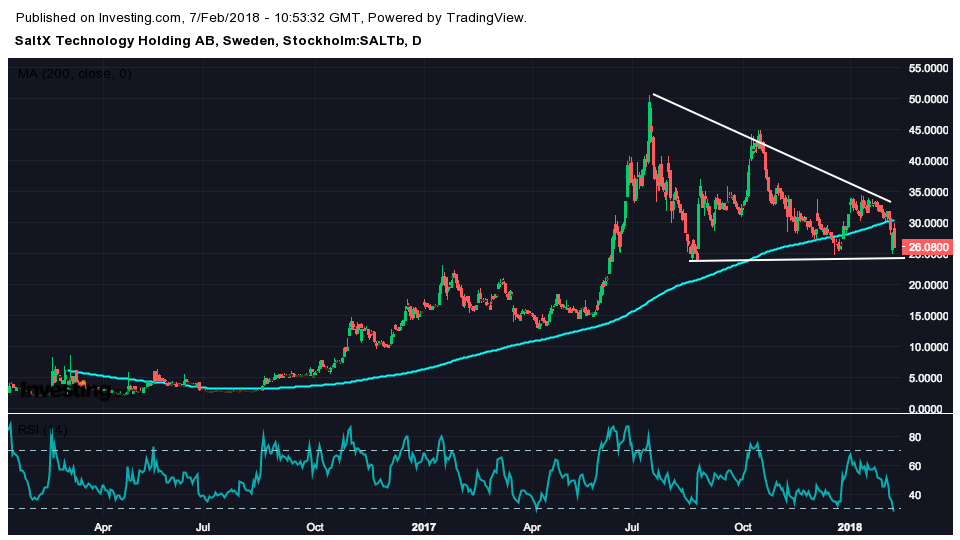 Published on Investing.com, 7/Feb/2018 - 10:53:32 GMT, Powered by TradingView.
SaltX Technology Holding AB, Sweden, Stockholm:SALTb, D
MA (200, close, 0)
55.0000
50.0000
45.0000
40.0000
35.0000
30.0000
26.0800
25.0000
20.0000
15.0000
10.0000
5.0000
0.0000
Investing
RSI (14)
80
60
40
Apr Jul Oct 2017 Apr Jul Oct 2018